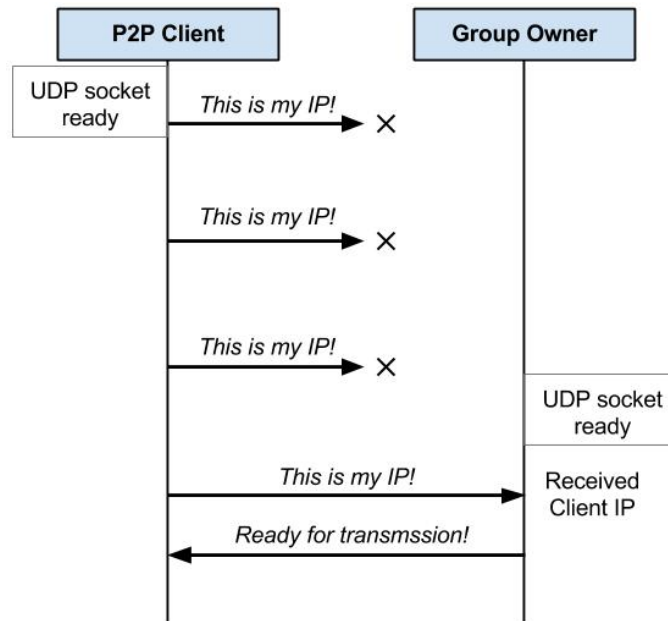 P2P Client
Group Owner
UDP socket
ready
This is my IP!
×
This is my IP!
×
This is my IP!
×
UDP socket
ready
This is my IP!
Received
Client IP
Ready for transmssion!